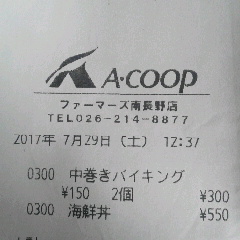 A·COOP
ファーマーズ南長野店
TEL026-214-8877
2017年 7月29日(土) 12:37
0300 中巻きバイキング
¥150 2個 ¥300
0300 海鮮丼 ¥550